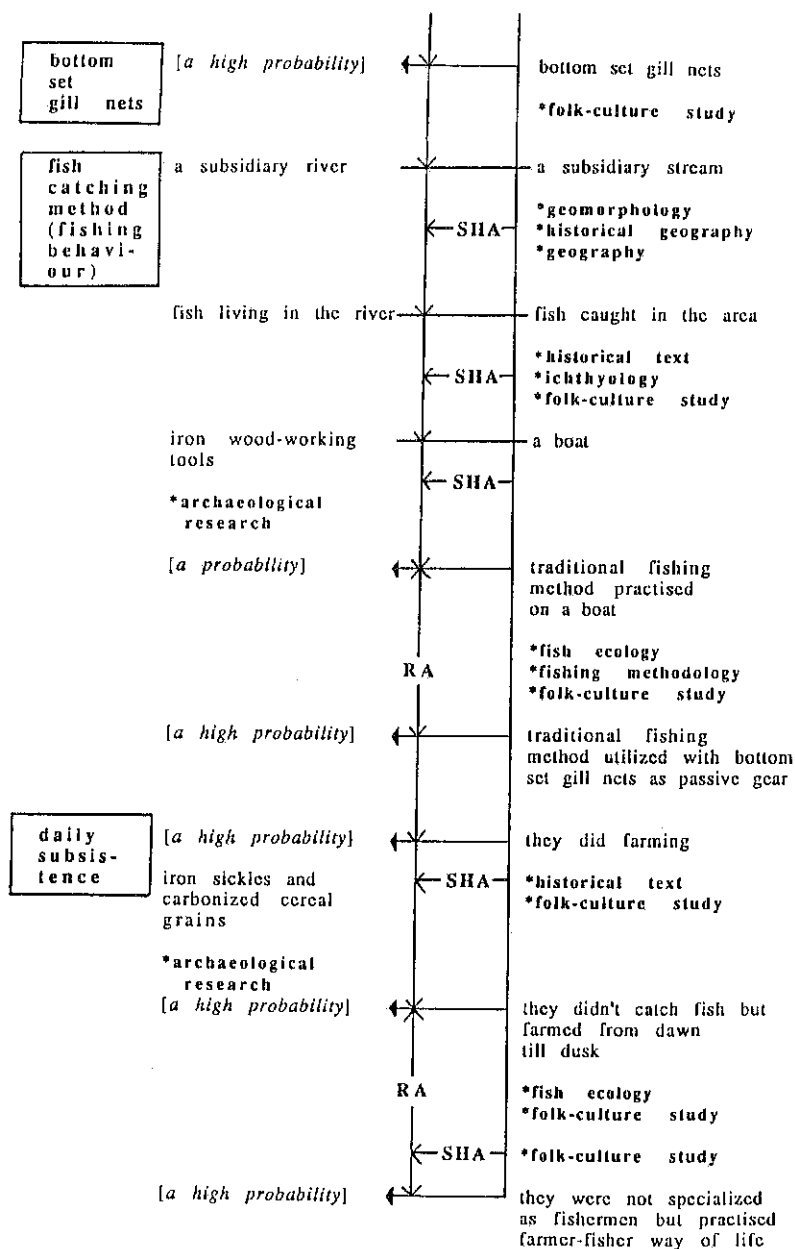 bottom
set
gill nets
[a high probability]
bottom set gill nets
*folk-culture study
fish
catching
method
(fishing
behavi-
our)
a subsidiary river
a subsidiary stream
SHA
*geomorphology
*historical geography
*geography
fish living in the river
fish caught in the area
SHA
*historical text
*ichthyology
*folk-culture study
iron wood-working
tools
a boat
SHA
*archaeological
research
[a probability]
traditional fishing
method practised
on a boat
RA
*fish ecology
*fishing methodology
*folk-culture study
[a high probability]
traditional fishing
method utilized with bottom
set gill nets as passive gear
daily
subsis-
tence
[a high probability]
they did farming
iron sickles and
carbonized cereal
grains
SHA
*historical text
*folk-culture study
*archaeological
research
[a high probability]
they didn't catch fish but
farmed from dawn
till dusk
RA
*fish ecology
*folk-culture study
SHA
*folk-culture study
[a high probability]
they were not specialized
as fishermen but practised
farmer-fisher way of life